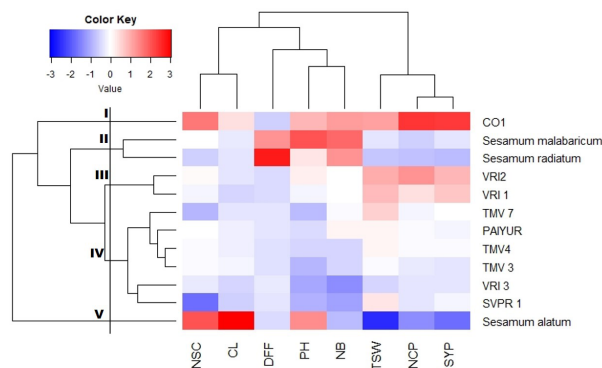 Color Key
-3 -2 -1 0 1 2 3
Value
I
II
III
IV
V
CO1
Sesamum malabaricum
Sesamum radiatum
VRI2
VRI 1
TMV 7
PAIYUR
TMV4
TMV 3
VRI 3
SVPR 1
Sesamum alatum
NSC CL DFF PH NB TSW NCP SYP